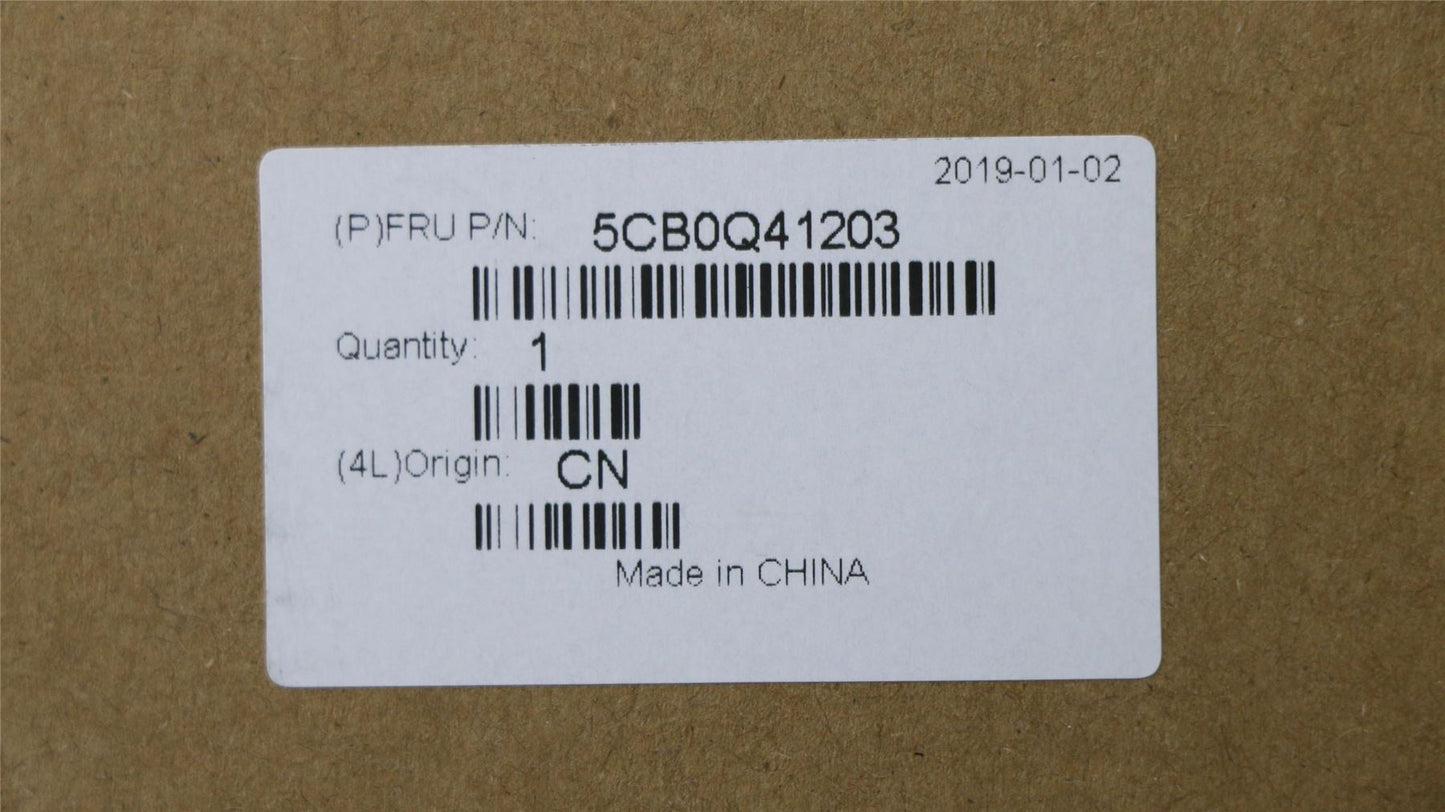 2019-01-02
(P)FRU P/N: 5CB0Q41203
Quantity: 1
(4L)Origin: CN
Made in CHINA